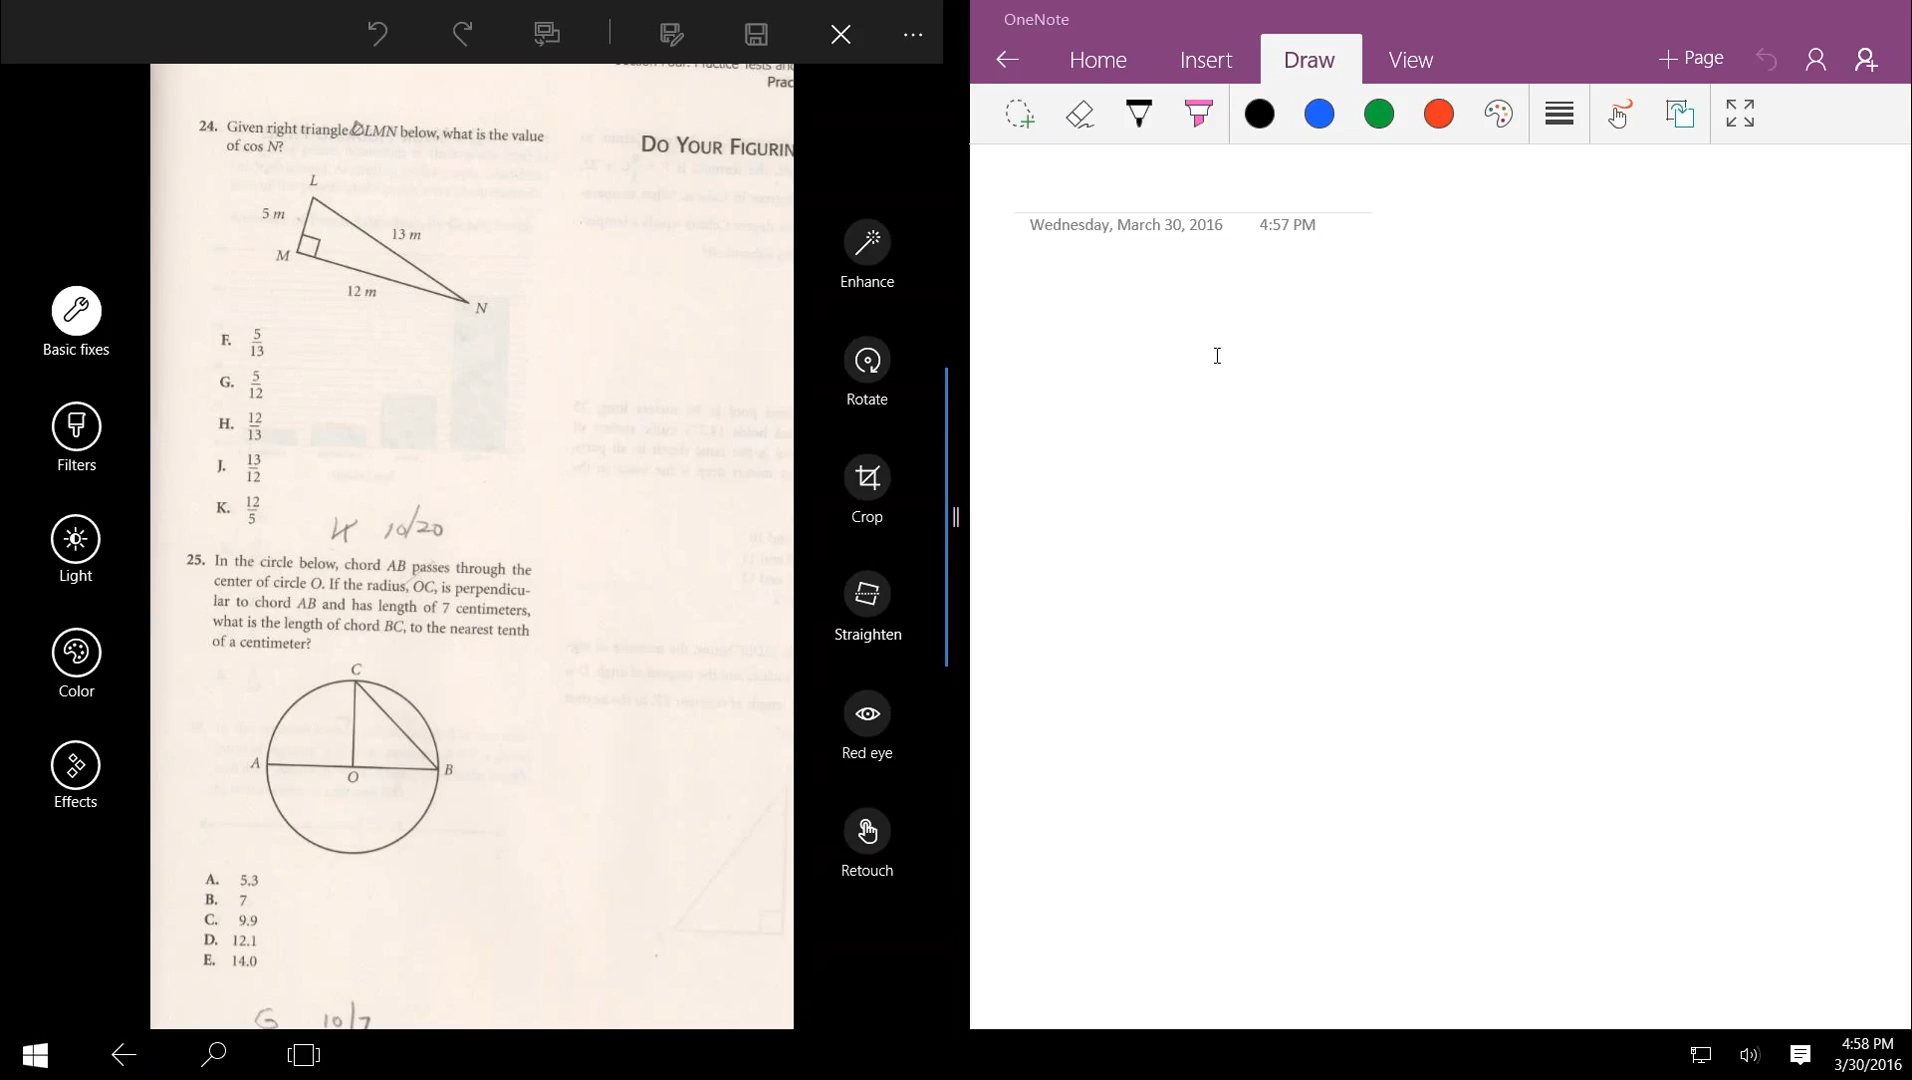 OneNote
Home Insert Draw View
Page
Wednesday, March 30, 2016 4:57 PM
Basic fixes
Filters
Light
Color
Effects
Enhance
Rotate
Crop
Straighten
Red eye
Retouch
Section Four: Practice Tests and
Prac
DO YOUR FIGURIN
24. Given right triangle △LMN below, what is the value
of cos N?
L
5 m
13 m
M
12 m
N
F. 5/13
G. 5/12
H. 12/13
J. 13/12
K. 12/5
10/20
25. In the circle below, chord AB passes through the
center of circle O. If the radius, OC, is perpendicu-
lar to chord AB and has length of 7 centimeters,
what is the length of chord BC, to the nearest tenth
of a centimeter?
C
A
O
B
A. 5.3
B. 7
C. 9.9
D. 12.1
E. 14.0
G 10/7
4:58 PM
3/30/2016